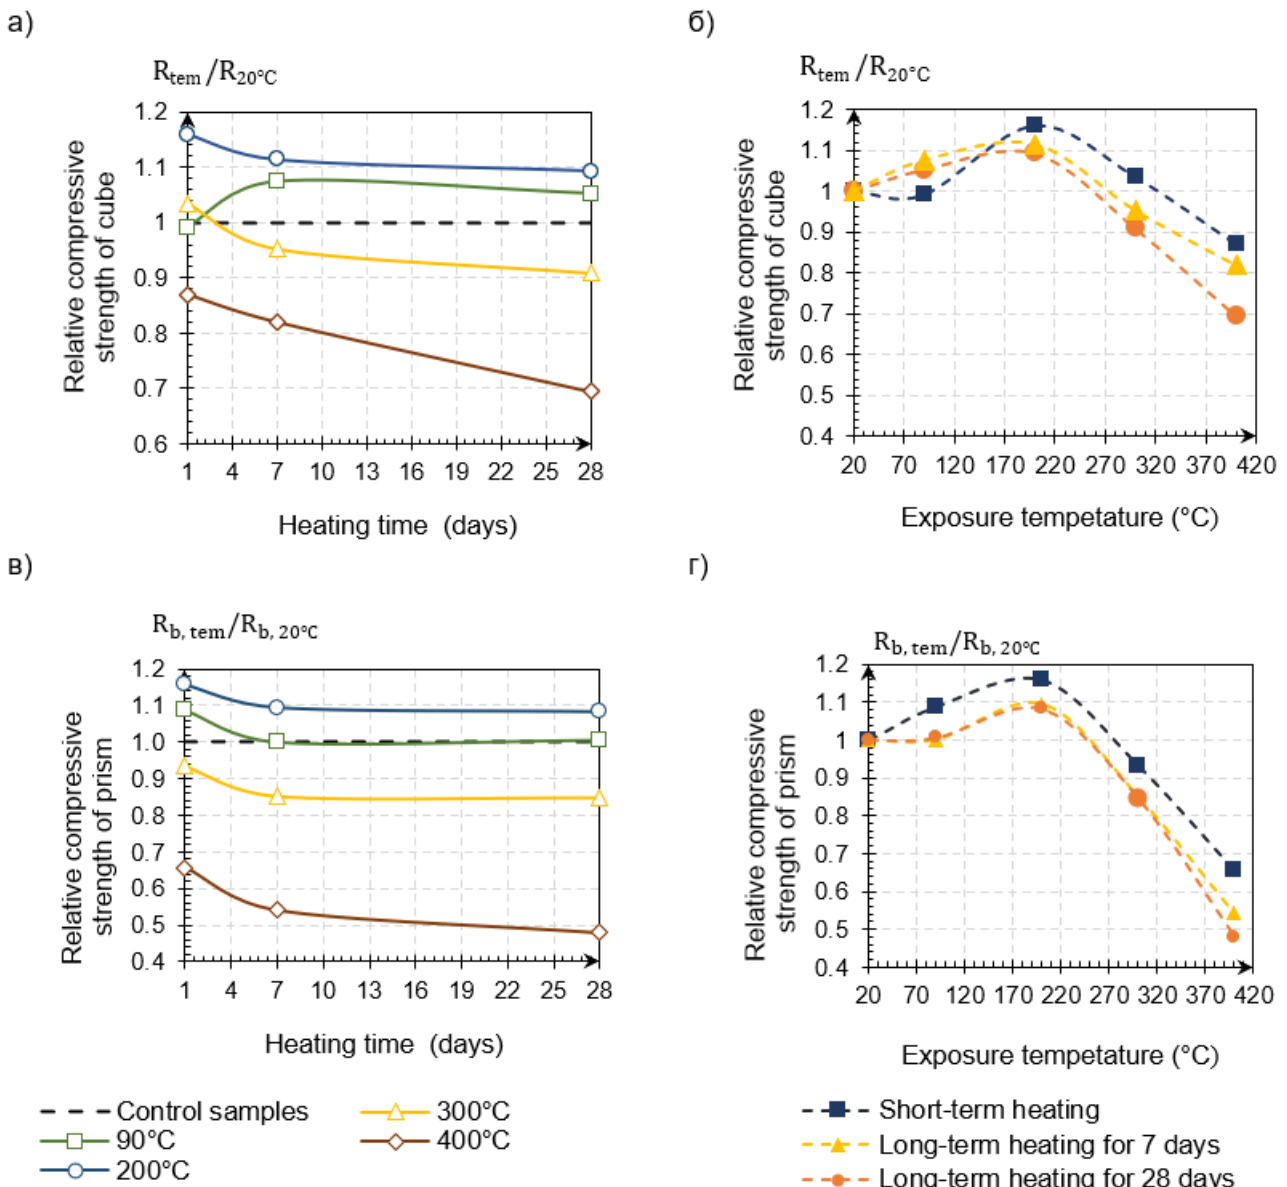 а)
R_tem/R_20°C
Relative compressive
strength of cube
1.2
1.1
1
0.9
0.8
0.7
0.6
1 4 7 10 13 16 19 22 25 28
Heating time (days)
б)
R_tem/R_20°C
Relative compressive
strength of cube
1.2
1.1
1
0.9
0.8
0.7
0.6
0.5
0.4
20 70 120 170 220 270 320 370 420
Exposure tempetature (°C)
в)
R_b, tem/R_b, 20°C
Relative compressive
strength of prism
1.2
1.1
1.0
0.9
0.8
0.7
0.6
0.5
0.4
1 4 7 10 13 16 19 22 25 28
Heating time (days)
г)
R_b, tem/R_b, 20°C
Relative compressive
strength of prism
1.2
1.1
1
0.9
0.8
0.7
0.6
0.5
0.4
20 70 120 170 220 270 320 370 420
Exposure tempetature (°C)
Control samples
90°C
200°C
300°C
400°C
Short-term heating
Long-term heating for 7 days
Long-term heating for 28 days